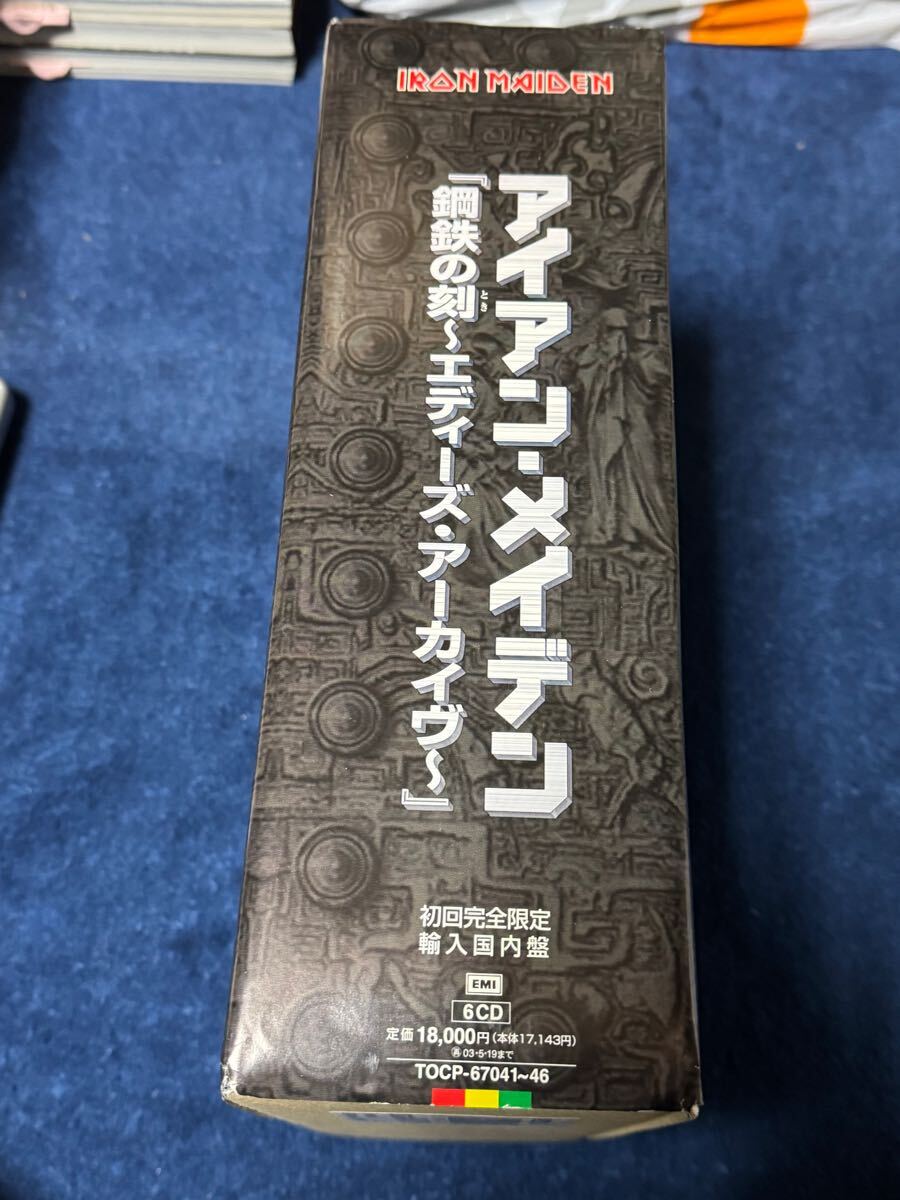 IRON MAIDEN
アイアン・メイデン
『鋼鉄の刻～エディーズ・アーカイヴ～』
とき
初回完全限定
輸入国内盤
EMI
6CD
定価 18,000円(本体17,143円)
再 03・5・19まで
TOCP-67041~46